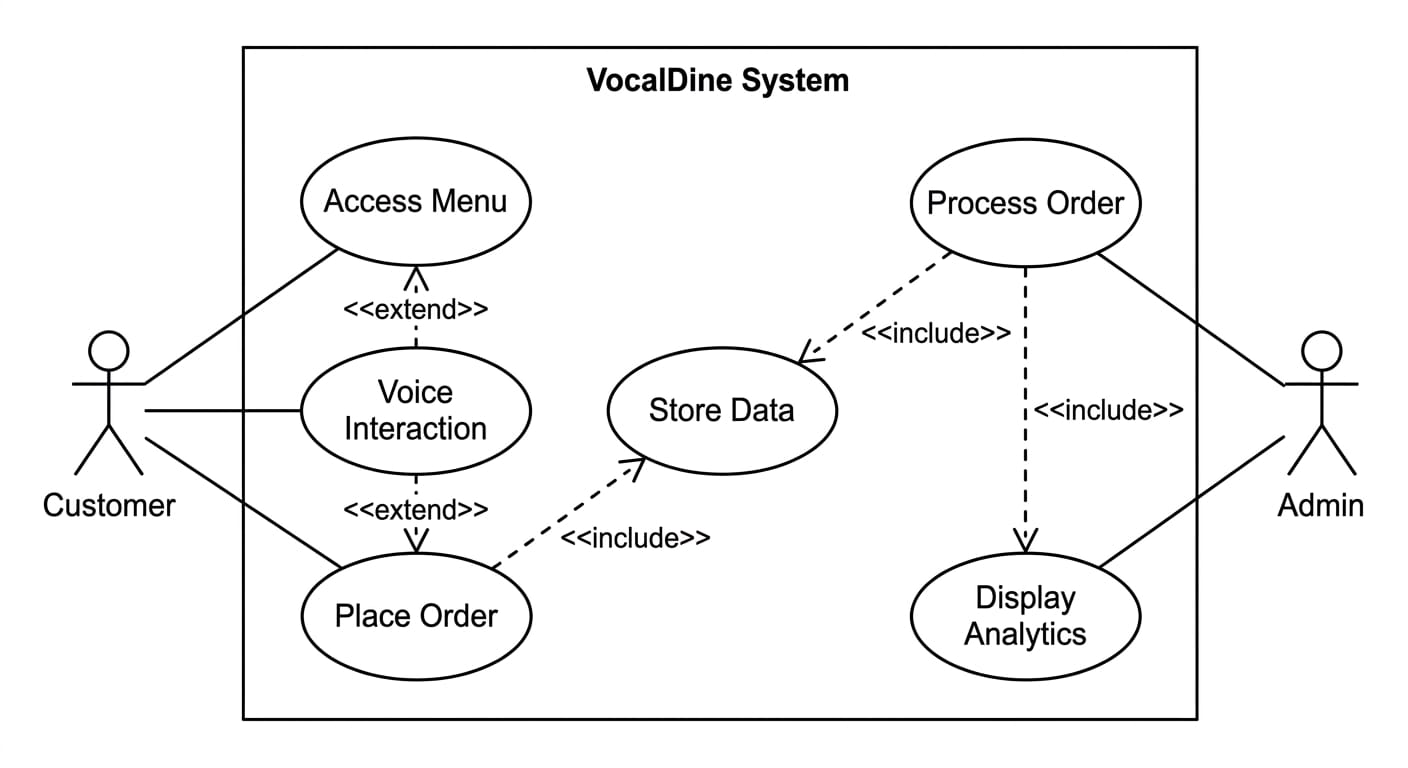 VocalDine System
Access Menu
Process Order
<<extend>>
<<include>>
Voice
Interaction
Store Data
<<include>>
Customer
<<extend>>
Admin
<<include>>
Place Order
Display
Analytics